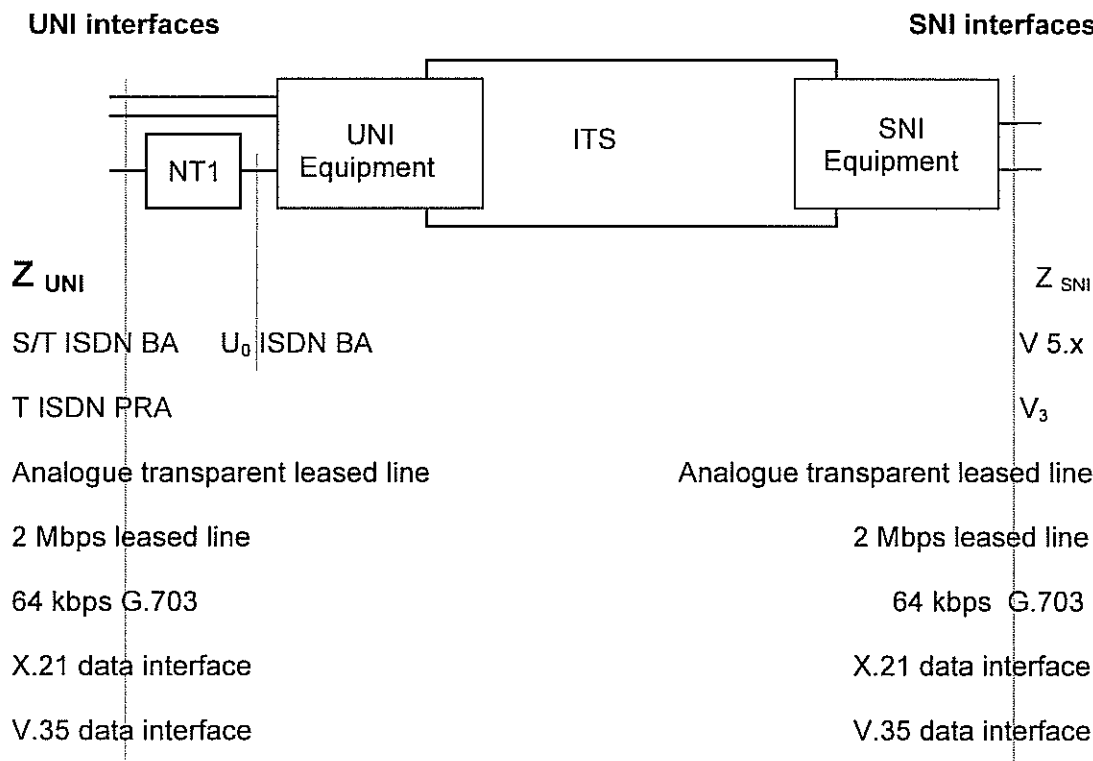 UNI interfaces SNI interfaces
UNI Equipment
ITS
SNI Equipment
NT1
Z UNI Z SNI
S/T ISDN BA U0 ISDN BA V 5.x
T ISDN PRA V3
Analogue transparent leased line Analogue transparent leased line
2 Mbps leased line 2 Mbps leased line
64 kbps G.703 64 kbps G.703
X.21 data interface X.21 data interface
V.35 data interface V.35 data interface